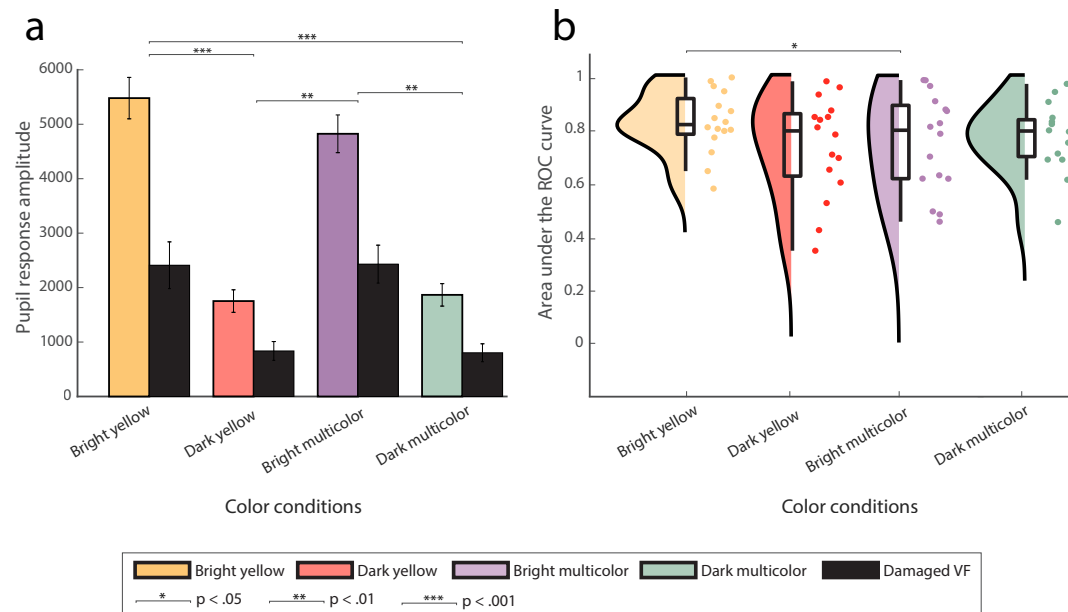 a
b
***
***
**
**
*
Pupil response amplitude
6000
5000
4000
3000
2000
1000
0
Bright yellow
Dark yellow
Bright multicolor
Dark multicolor
Color conditions
Area under the ROC curve
1
0.8
0.6
0.4
0.2
0
Bright yellow
Dark yellow
Bright multicolor
Dark multicolor
Color conditions
Bright yellow Dark yellow Bright multicolor Dark multicolor Damaged VF
* p < .05 ** p < .01 *** p < .001